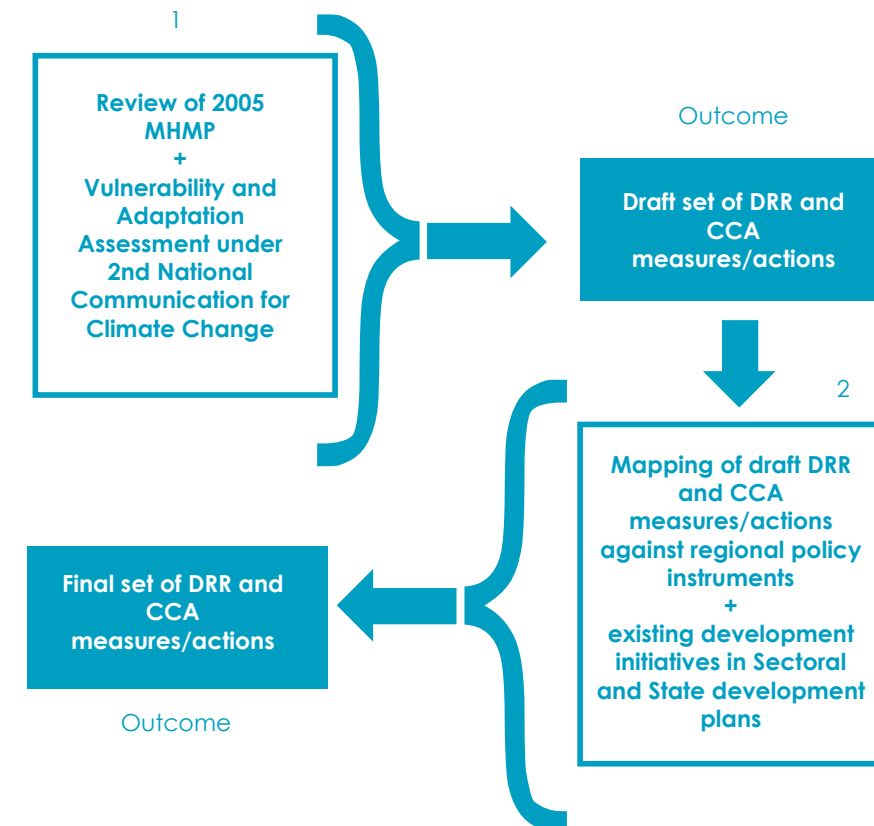 1
Review of 2005
MHMP
+
Vulnerability and
Adaptation
Assessment under
2nd National
Communication for
Climate Change
Outcome
Draft set of DRR and
CCA
measures/actions
2
Mapping of draft DRR
and CCA
measures/actions
against regional policy
instruments
+
existing development
initiatives in Sectoral
and State development
plans
Final set of DRR and
CCA
measures/actions
Outcome